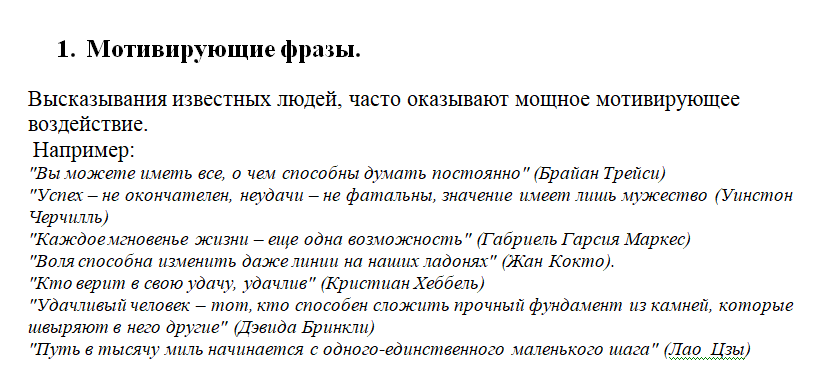 1. Мотивирующие фразы.
Высказывания известных людей, часто оказывают мощное мотивирующее
воздействие.
Например:
"Вы можете иметь все, о чем способны думать постоянно" (Брайан Трейси)
"Успех – не окончателен, неудачи – не фатальны, значение имеет лишь мужество (Уинстон
Черчилль)
"Каждое мгновенье жизни – еще одна возможность" (Габриель Гарсия Маркес)
"Воля способна изменить даже линии на наших ладонях" (Жан Кокто).
"Кто верит в свою удачу, удачлив" (Кристиан Хеббель)
"Удачливый человек – тот, кто способен сложить прочный фундамент из камней, которые
швыряют в него другие" (Дэвида Бринкли)
"Путь в тысячу миль начинается с одного-единственного маленького шага" (Лао Цзы)